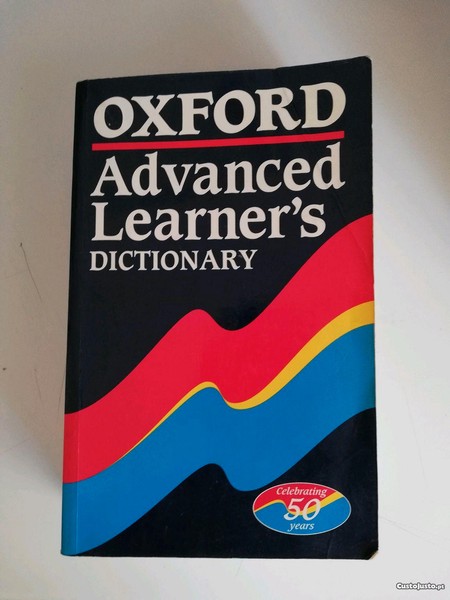 OXFORD
Advanced
Learner's
DICTIONARY
Celebrating
50
years
CustoJusto.pt